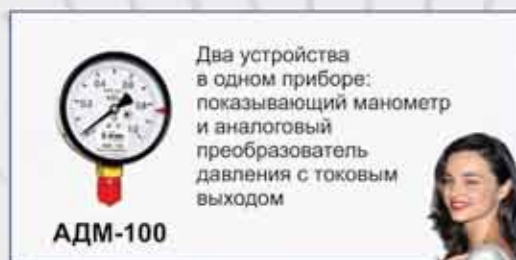 Два устройства
в одном приборе:
показывающий манометр
и аналоговый
преобразователь
давления с токовым
выходом
АДМ-100